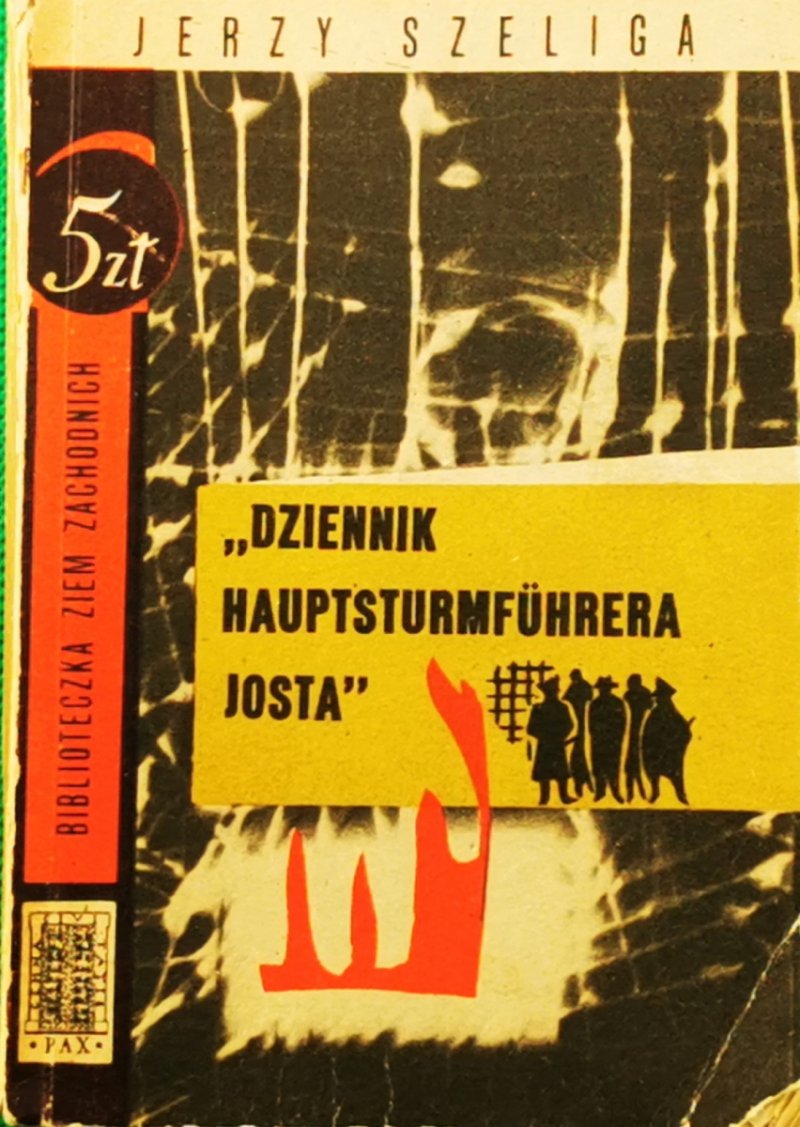 JERZY SZELIGA
5zł
BIBLIOTECZKA ZIEM ZACHODNICH
„DZIENNIK
HAUPTSTURMFÜHRERA
JOSTA”
• PAX •